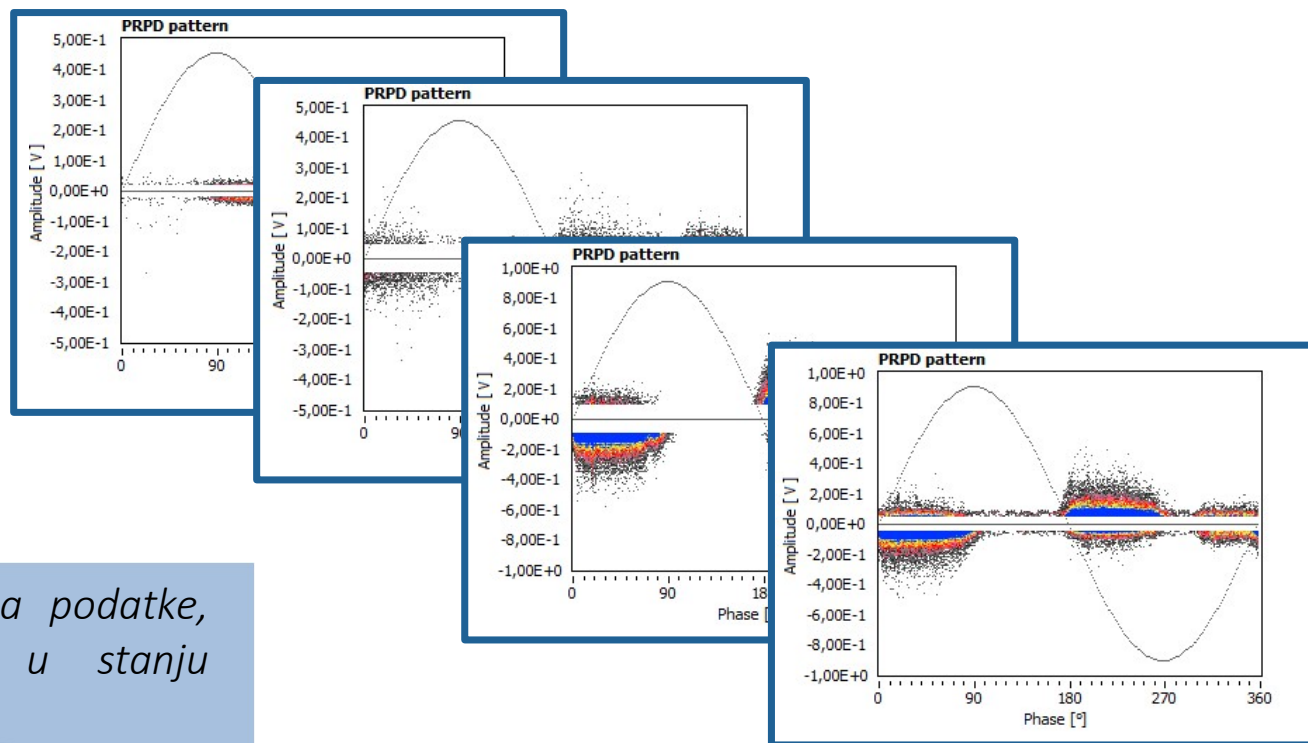 PRPD pattern
5,00E-1
4,00E-1
3,00E-1
2,00E-1
1,00E-1
0,00E+0
-1,00E-1
-2,00E-1
-3,00E-1
-4,00E-1
-5,00E-1
Amplitude [ V ]
0
90
PRPD pattern
5,00E-1
4,00E-1
3,00E-1
2,00E-1
1,00E-1
0,00E+0
-1,00E-1
-2,00E-1
-3,00E-1
-4,00E-1
-5,00E-1
Amplitude [ V ]
0
PRPD pattern
1,00E+0
8,00E-1
6,00E-1
4,00E-1
2,00E-1
0,00E+0
-2,00E-1
-4,00E-1
-6,00E-1
-8,00E-1
-1,00E+0
Amplitude [ V ]
0
90
Phase [
PRPD pattern
1,00E+0
8,00E-1
6,00E-1
4,00E-1
2,00E-1
0,00E+0
-2,00E-1
-4,00E-1
-6,00E-1
-8,00E-1
-1,00E+0
Amplitude [ V ]
0 90 180 270 360
Phase [°]
a podatke,
u stanju